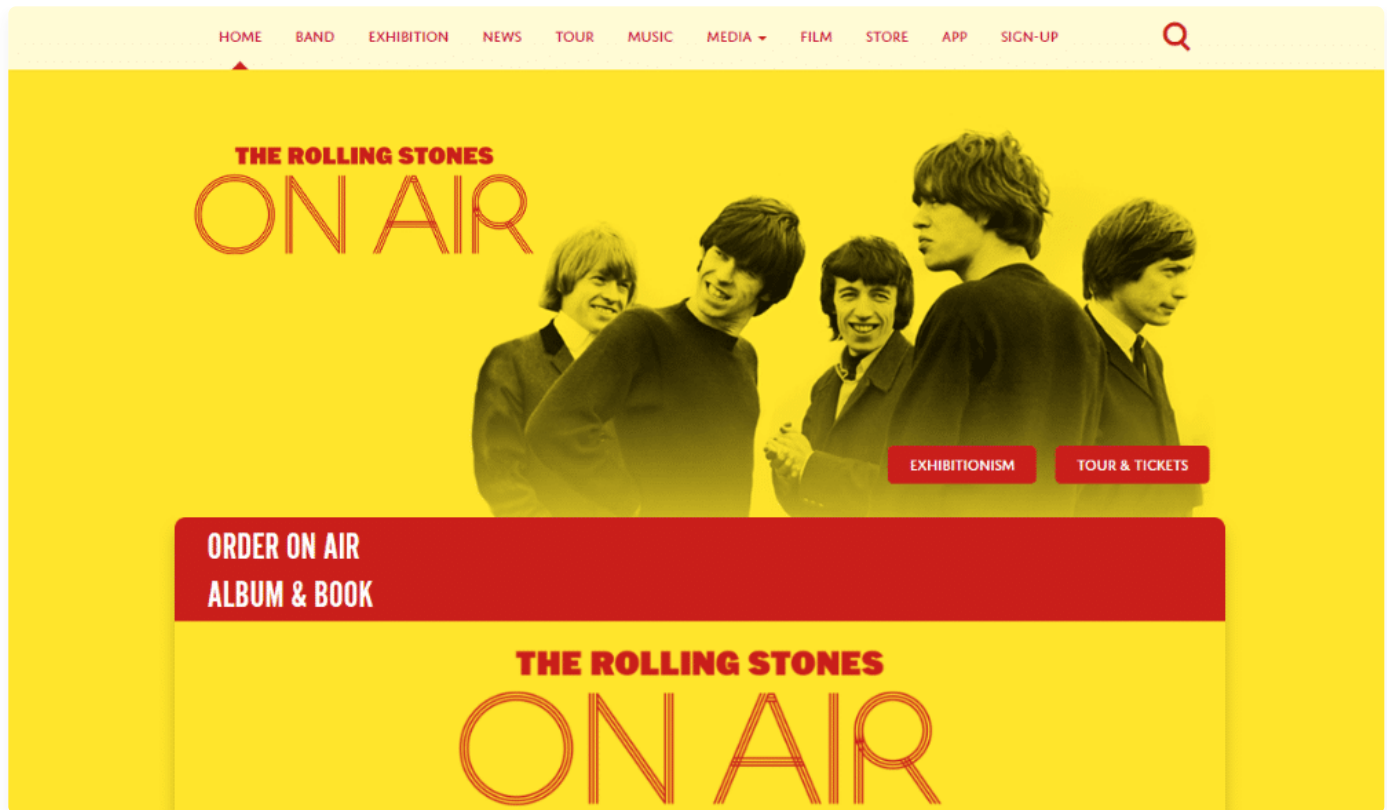 HOME BAND EXHIBITION NEWS TOUR MUSIC MEDIA FILM STORE APP SIGN-UP
THE ROLLING STONES
ON AIR
EXHIBITIONISM TOUR & TICKETS
ORDER ON AIR
ALBUM & BOOK
THE ROLLING STONES
ON AIR